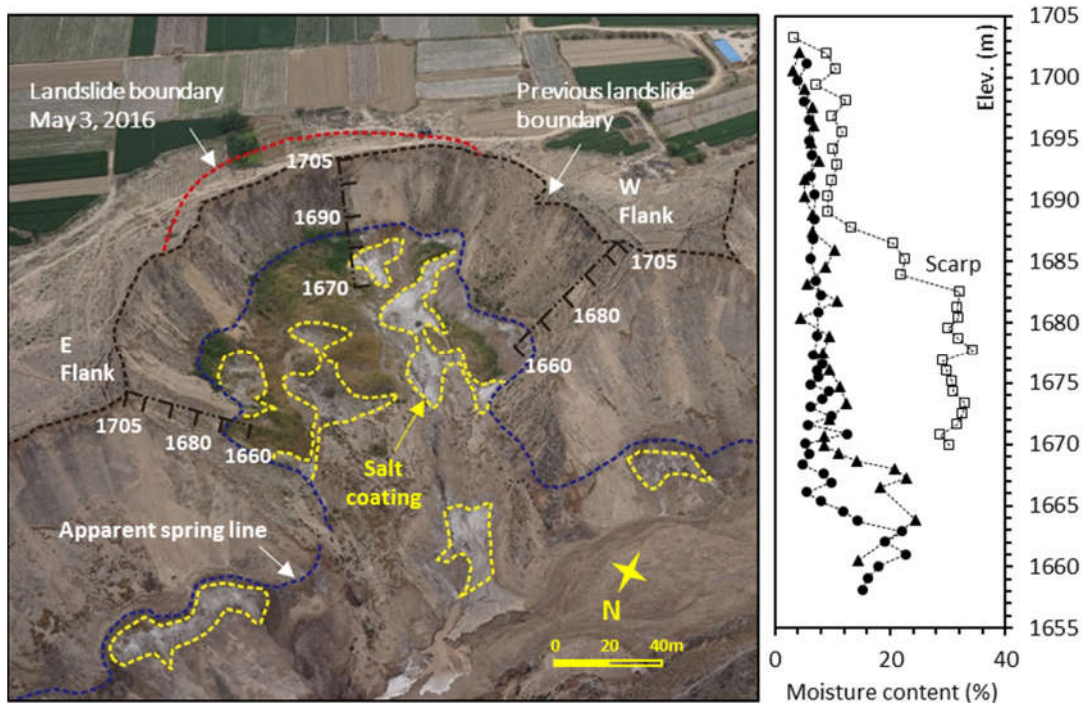 Landslide boundary
May 3, 2016
Previous landslide
boundary
1705
W
Flank
1690
1705
1670
1680
1660
E
Flank
1705
1680
1660
Salt
coating
Apparent spring line
N
0 20 40m
1705
Elev. (m)
1700
1695
1690
1685
Scarp
1680
1675
1670
1665
1660
1655
0 20 40
Moisture content (%)